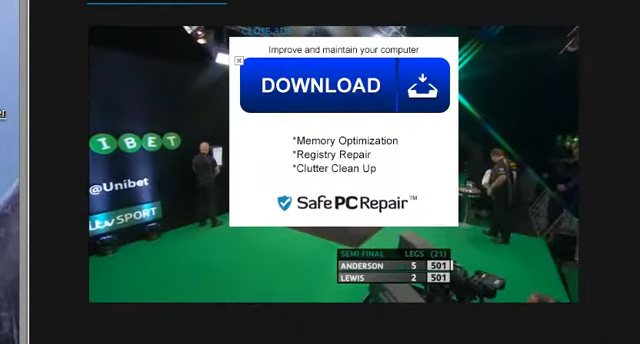 CLOSE AD
Improve and maintain your computer
DOWNLOAD
*Memory Optimization
*Registry Repair
*Clutter Clean Up
Safe PC Repair™
IBET
@Unibet
itv SPORT
SEMI-FINAL LEGS (21)
ANDERSON 5 501
LEWIS 2 501